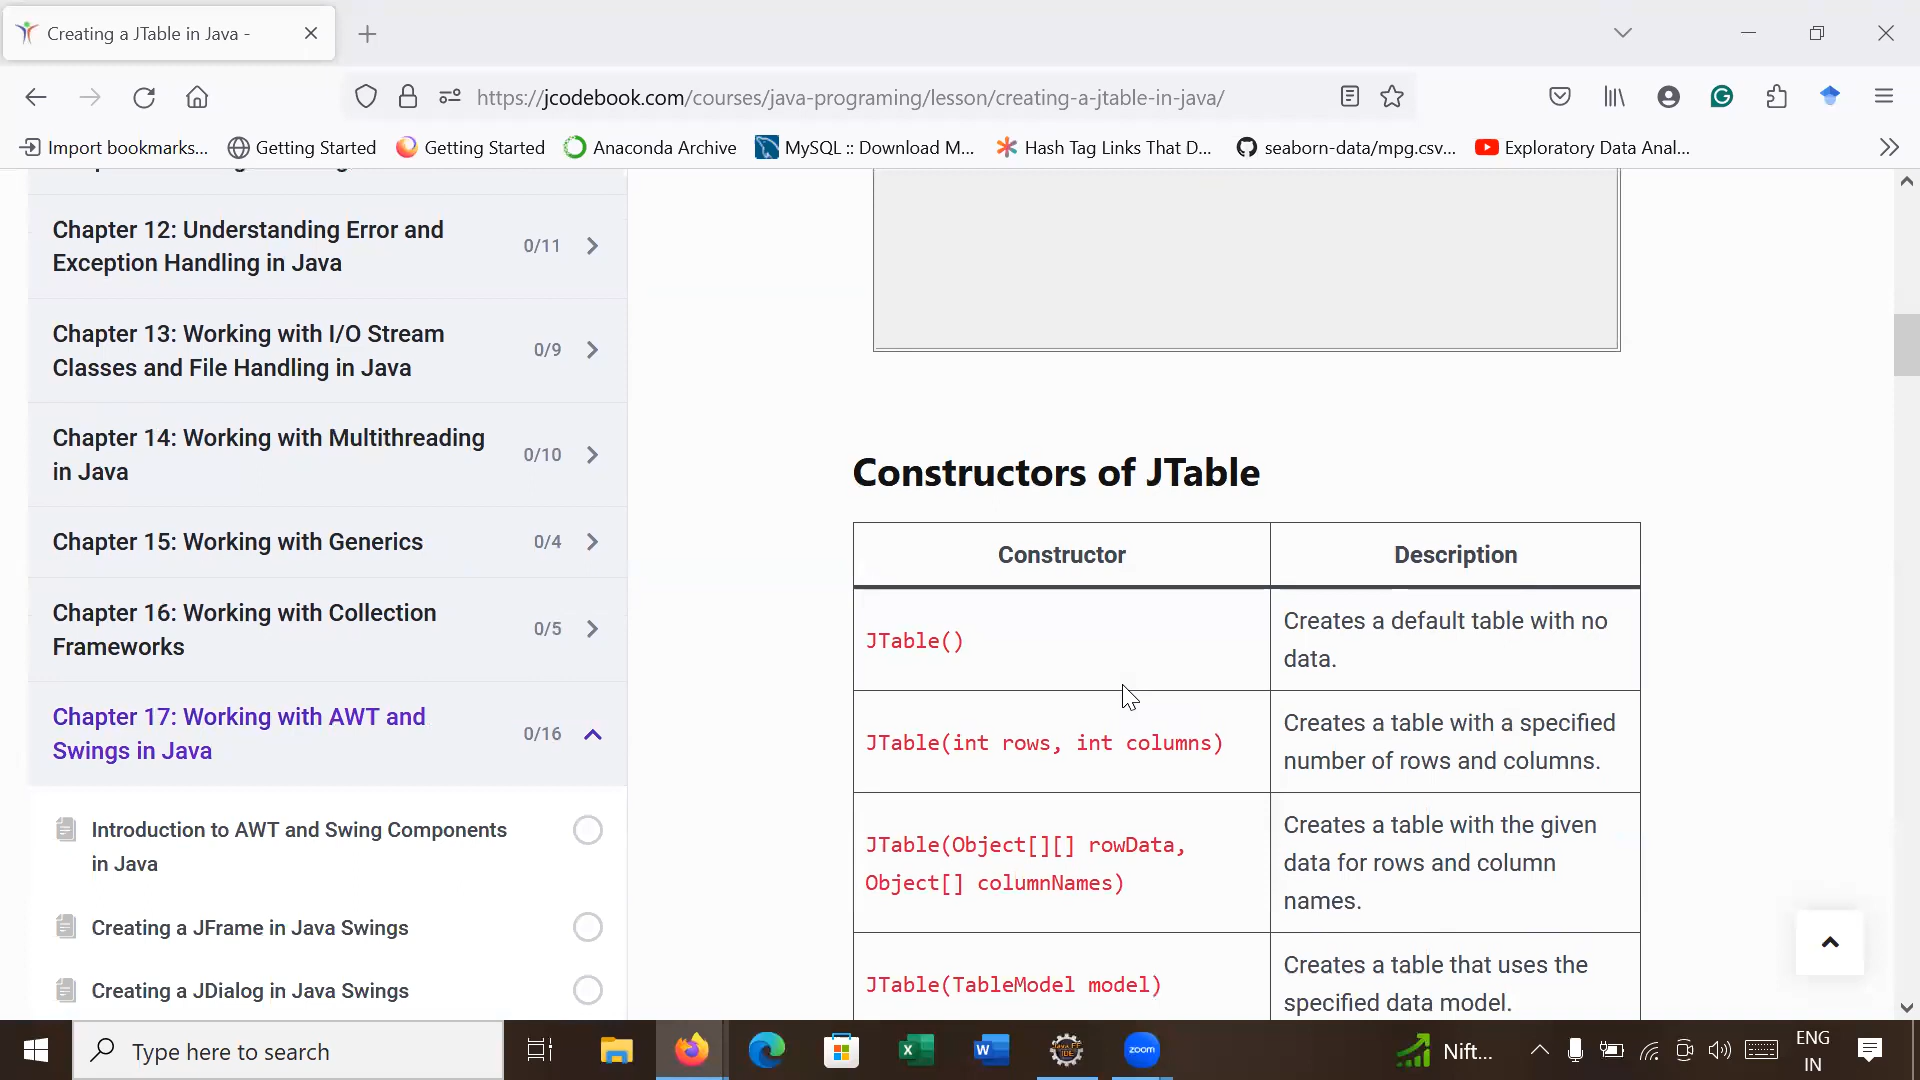 Creating a JTable in Java -
https://jcodebook.com/courses/java-programing/lesson/creating-a-jtable-in-java/
Import bookmarks...
Getting Started
Getting Started
Anaconda Archive
MySQL :: Download M...
Hash Tag Links That D...
seaborn-data/mpg.csv...
Exploratory Data Anal...
Chapter 12: Understanding Error and
Exception Handling in Java
0/11
Chapter 13: Working with I/O Stream
Classes and File Handling in Java
0/9
Chapter 14: Working with Multithreading
in Java
0/10
Chapter 15: Working with Generics
0/4
Chapter 16: Working with Collection
Frameworks
0/5
Chapter 17: Working with AWT and
Swings in Java
0/16
Introduction to AWT and Swing Components
in Java
Creating a JFrame in Java Swings
Creating a JDialog in Java Swings
Constructors of JTable
Constructor
Description
JTable()
Creates a default table with no
data.
JTable(int rows, int columns)
Creates a table with a specified
number of rows and columns.
JTable(Object[][] rowData,
Object[] columnNames)
Creates a table with the given
data for rows and column
names.
JTable(TableModel model)
Creates a table that uses the
specified data model.
Type here to search
zoom
Nift...
ENG
IN